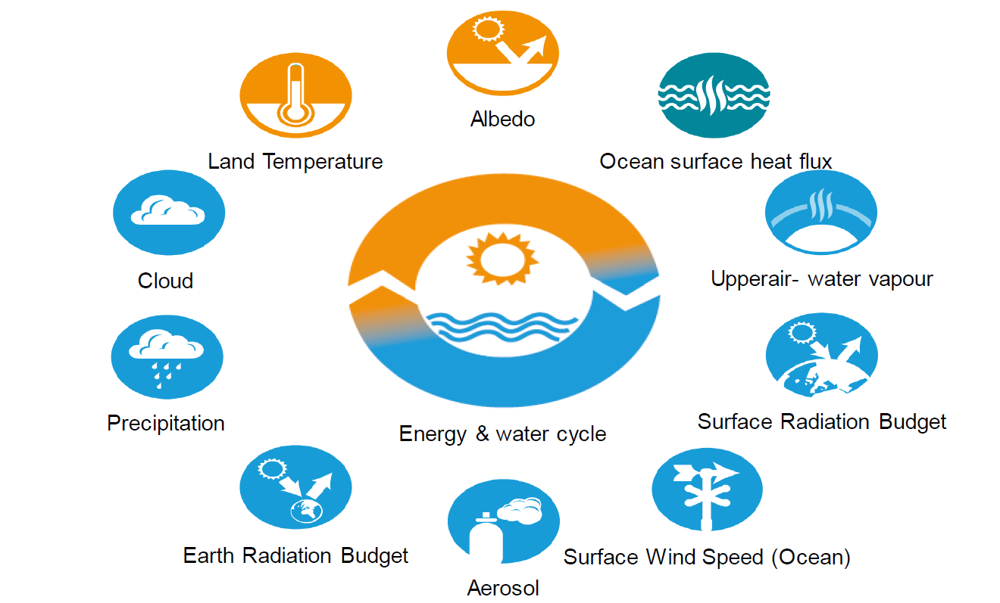 Albedo
Land Temperature
Ocean surface heat flux
Cloud
Upperair- water vapour
Precipitation
Energy & water cycle
Surface Radiation Budget
Earth Radiation Budget
Surface Wind Speed (Ocean)
Aerosol